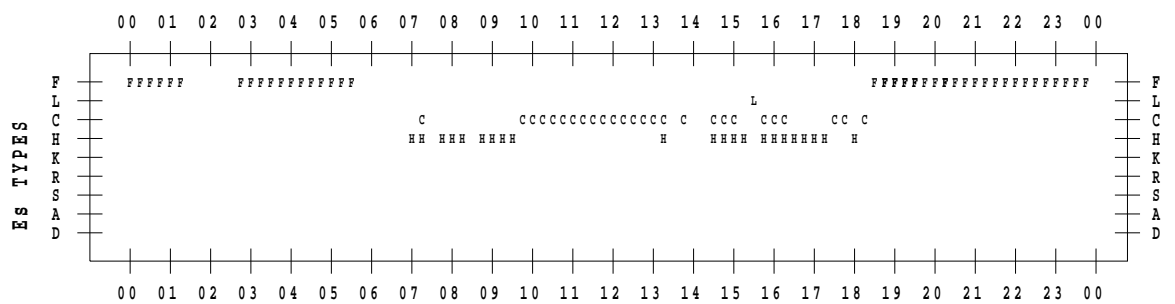 00 01 02 03 04 05 06 07 08 09 10 11 12 13 14 15 16 17 18 19 20 21 22 23 00
Es TYPES
F FFFFFF FFFFFFFFFFFF FFFFFFFFFFFFFFFFFFFFFF F
L L L
C C CCCCCCCCCCCCCCC C CCC CCC CC C C
H HH HHH HHHH H HHHH HHHHHHH H H
K K
R R
S S
A A
D D
00 01 02 03 04 05 06 07 08 09 10 11 12 13 14 15 16 17 18 19 20 21 22 23 00